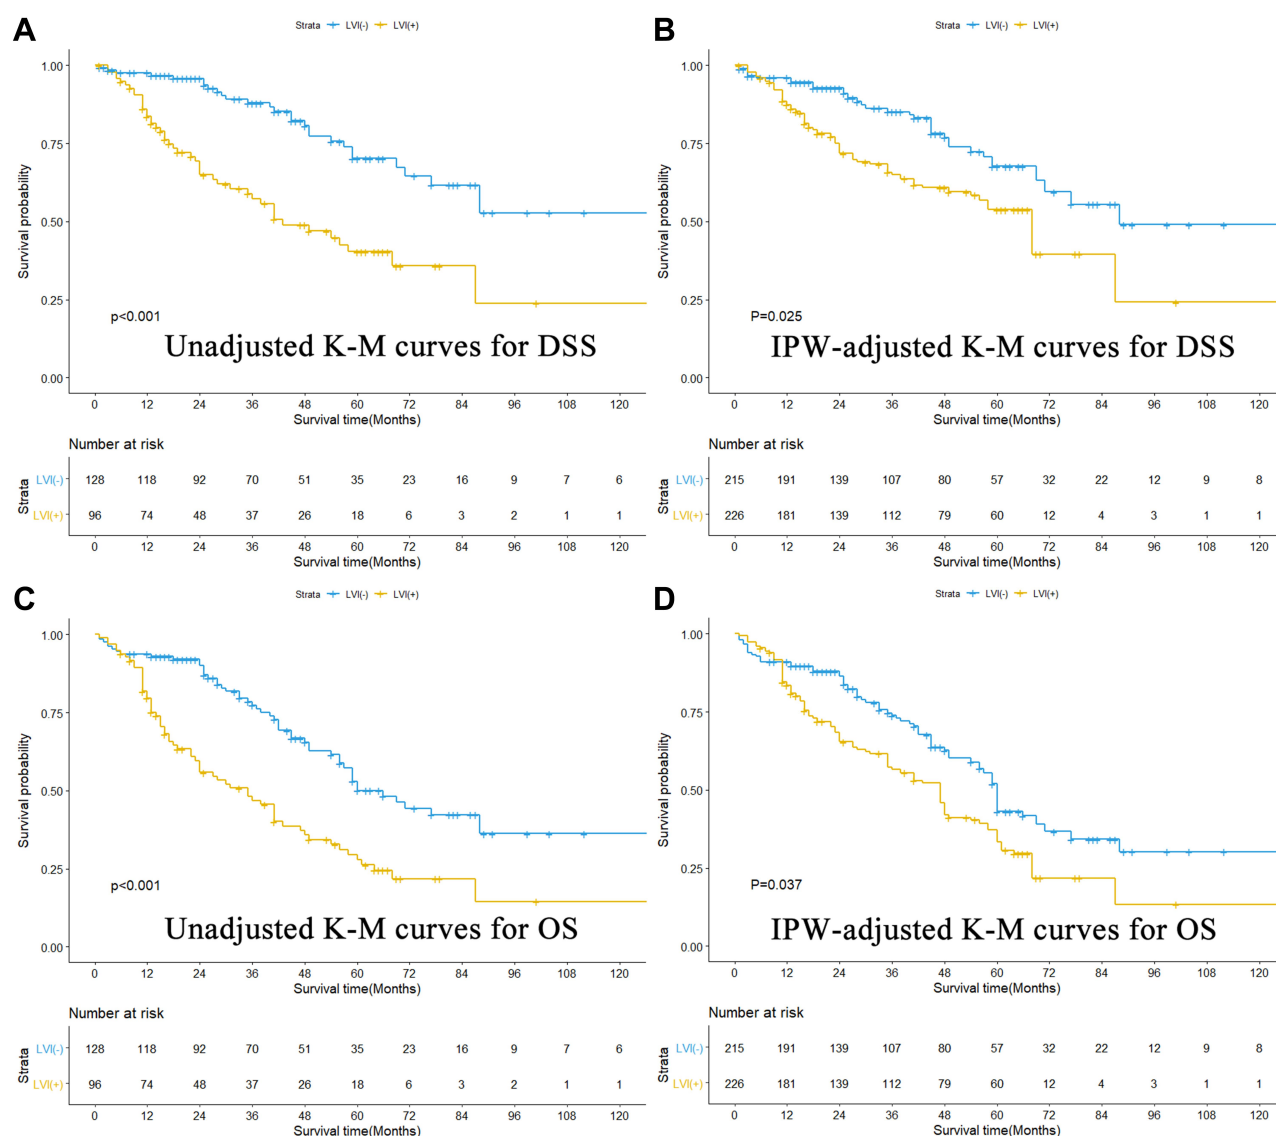 A
Strata LVI(-) LVI(+)
Survival probability
1.00
0.75
0.50
0.25
0.00
p<0.001
Unadjusted K-M curves for DSS
0 12 24 36 48 60 72 84 96 108 120
Survival time(Months)
Number at risk
Strata
LVI(-) 128 118 92 70 51 35 23 16 9 7 6
LVI(+) 96 74 48 37 26 18 6 3 2 1 1
0 12 24 36 48 60 72 84 96 108 120
Survival time(Months)
B
Strata LVI(-) LVI(+)
Survival probability
1.00
0.75
0.50
0.25
0.00
P=0.025
IPW-adjusted K-M curves for DSS
0 12 24 36 48 60 72 84 96 108 120
Survival time(Months)
Number at risk
Strata
LVI(-) 215 191 139 107 80 57 32 22 12 9 8
LVI(+) 226 181 139 112 79 60 12 4 3 1 1
0 12 24 36 48 60 72 84 96 108 120
Survival time(Months)
C
Strata LVI(-) LVI(+)
Survival probability
1.00
0.75
0.50
0.25
0.00
p<0.001
Unadjusted K-M curves for OS
0 12 24 36 48 60 72 84 96 108 120
Survival time(Months)
Number at risk
Strata
LVI(-) 128 118 92 70 51 35 23 16 9 7 6
LVI(+) 96 74 48 37 26 18 6 3 2 1 1
0 12 24 36 48 60 72 84 96 108 120
Survival time(Months)
D
Strata LVI(-) LVI(+)
Survival probability
1.00
0.75
0.50
0.25
0.00
P=0.037
IPW-adjusted K-M curves for OS
0 12 24 36 48 60 72 84 96 108 120
Survival time(Months)
Number at risk
Strata
LVI(-) 215 191 139 107 80 57 32 22 12 9 8
LVI(+) 226 181 139 112 79 60 12 4 3 1 1
0 12 24 36 48 60 72 84 96 108 120
Survival time(Months)